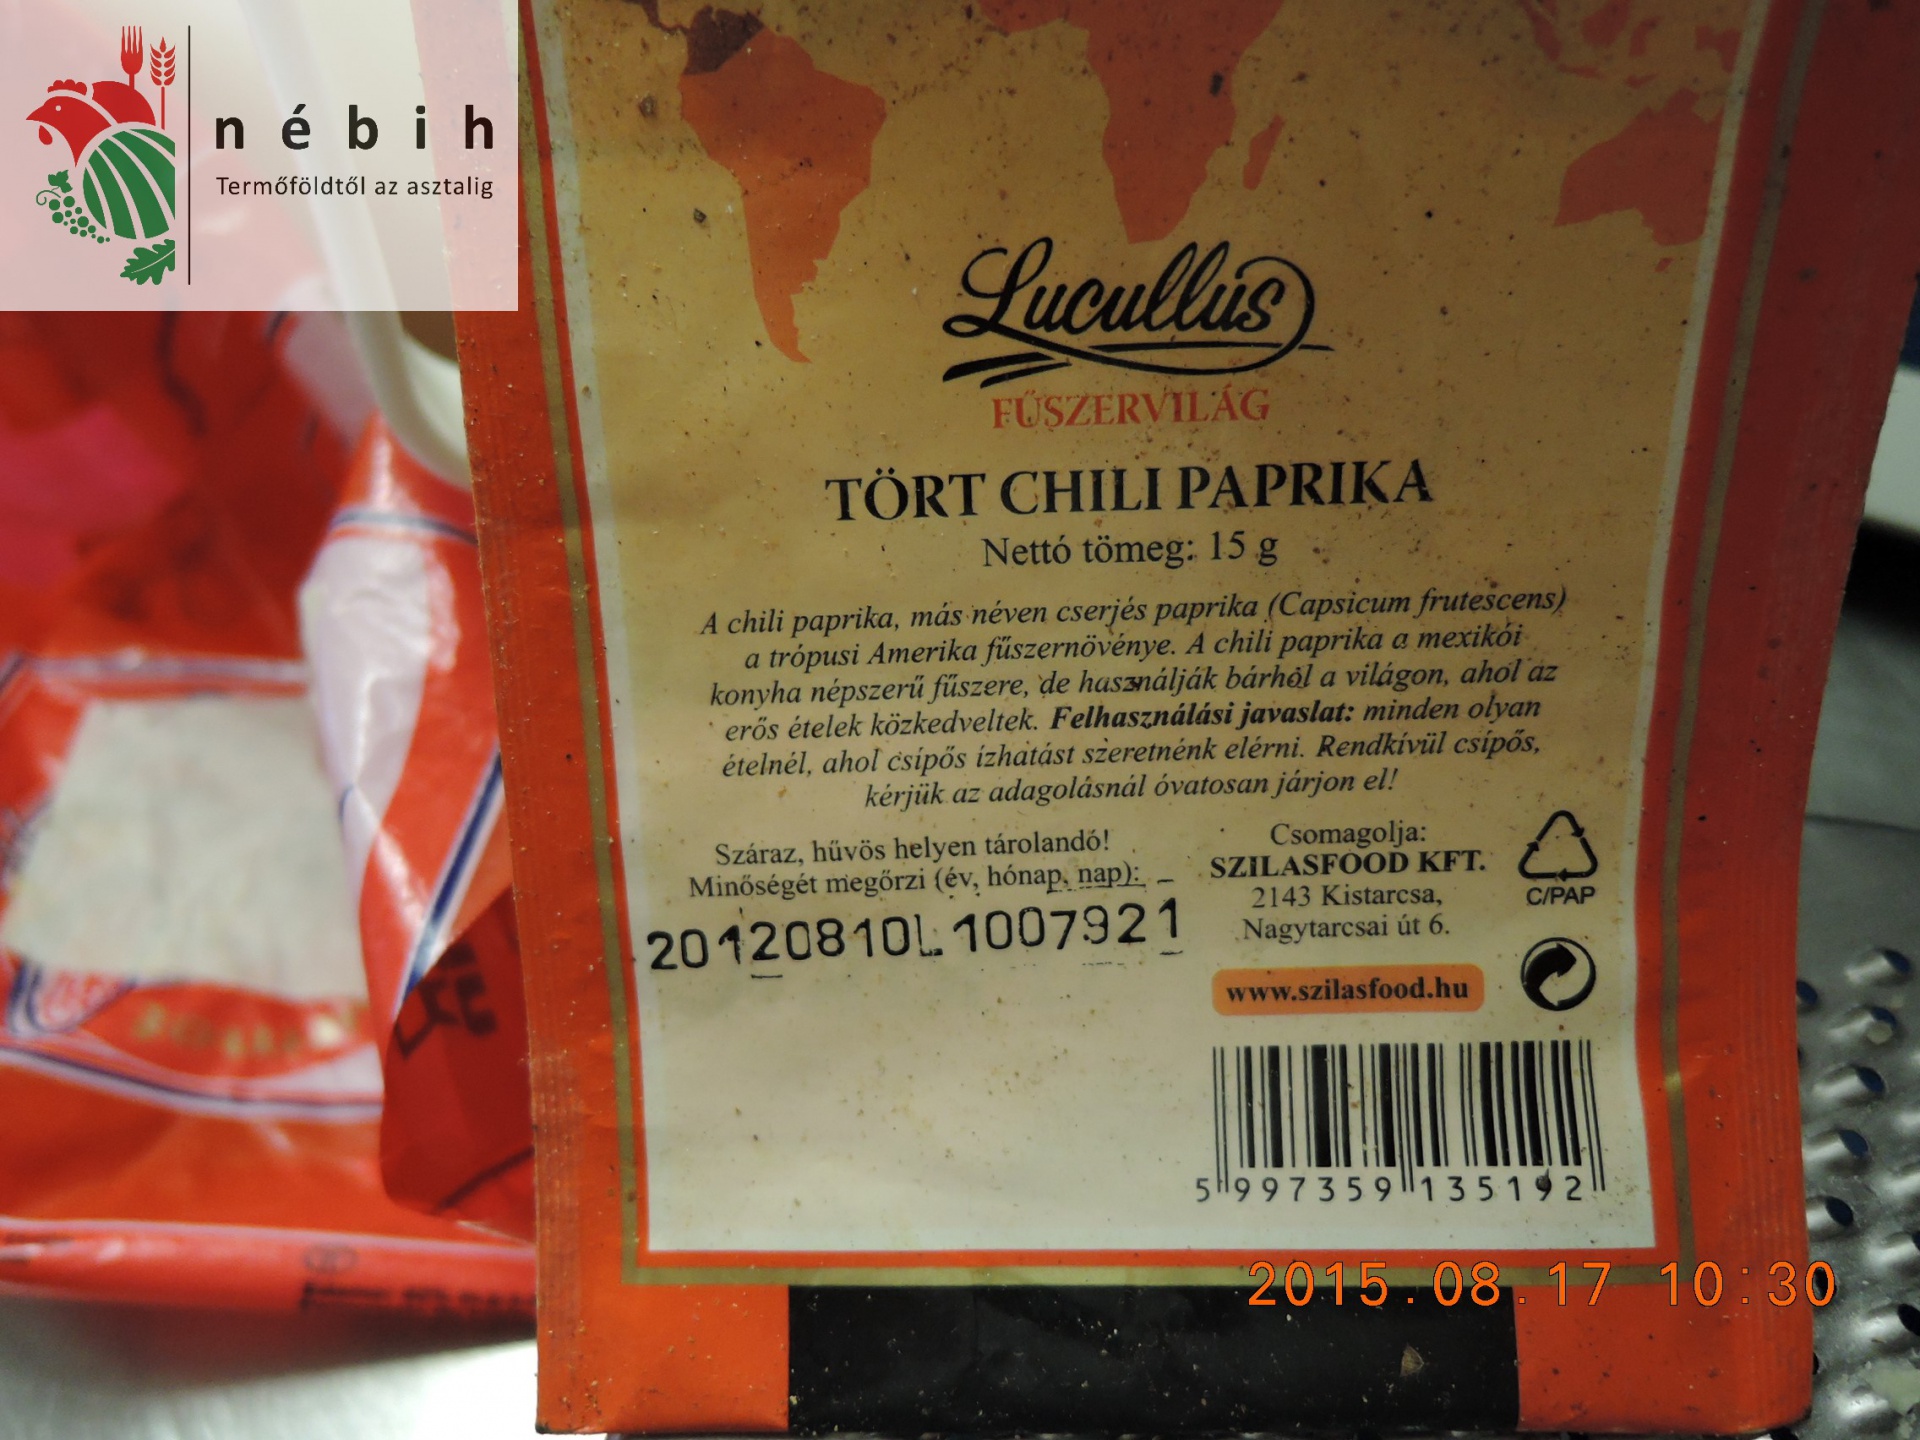 nébih
Termőföldtől az asztalig
Lucullus
FŰSZERVILÁG
TÖRT CHILI PAPRIKA
Nettó tömeg: 15 g
A chili paprika, más néven cserjés paprika (Capsicum frutescens)
a trópusi Amerika fűszernövénye. A chili paprika a mexikói
konyha népszerű fűszere, de használják bárhol a világon, ahol az
erős ételek közkedveltek. Felhasználási javaslat: minden olyan
ételnél, ahol csípős ízhatást szeretnénk elérni. Rendkívül csípős,
kérjük az adagolásnál óvatosan járjon el!
Száraz, hűvös helyen tárolandó!
Minőségét megőrzi (év, hónap, nap):
20120810L1007921
Csomagolja:
SZILASFOOD KFT.
2143 Kistarcsa,
Nagytarcsai út 6.
C/PAP
www.szilasfood.hu
5 997359 135192
2015.08.17 10:30